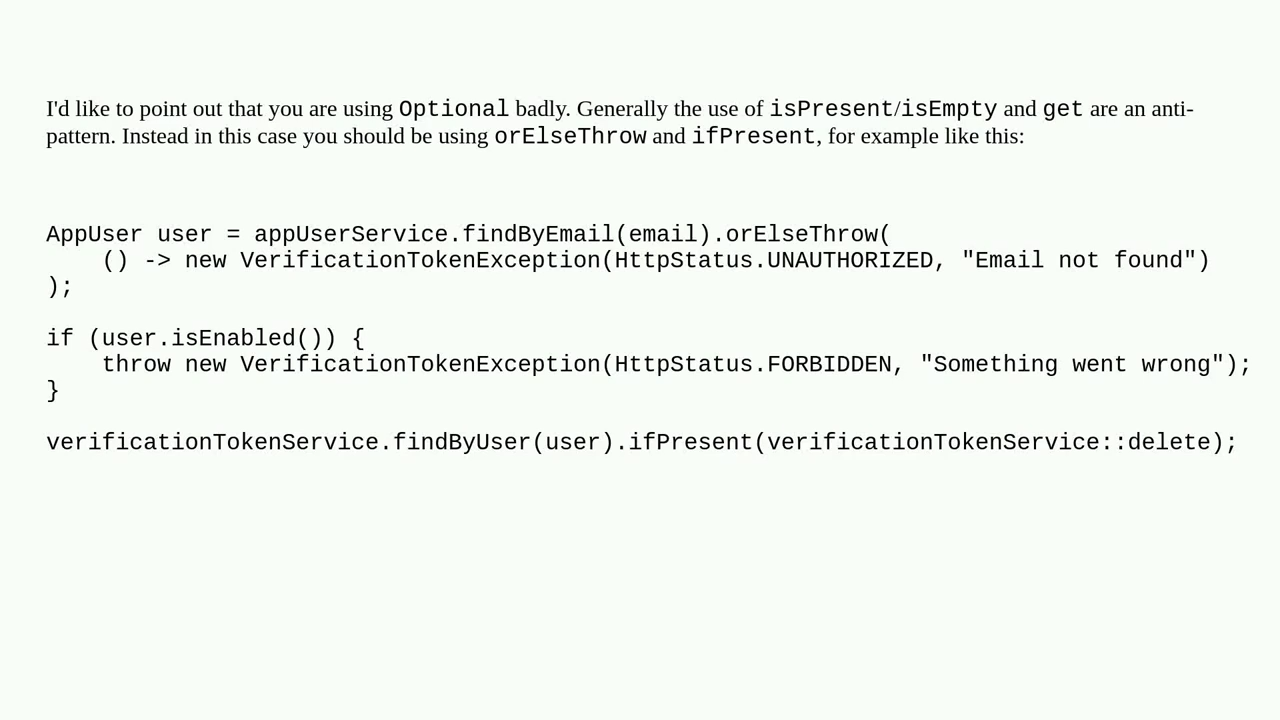 I'd like to point out that you are using Optional badly. Generally the use of isPresent/isEmpty and get are an anti-
pattern. Instead in this case you should be using orElseThrow and ifPresent, for example like this:
AppUser user = appUserService.findByEmail(email).orElseThrow(
    () -> new VerificationTokenException(HttpStatus.UNAUTHORIZED, "Email not found")
);
if (user.isEnabled()) {
    throw new VerificationTokenException(HttpStatus.FORBIDDEN, "Something went wrong");
}
verificationTokenService.findByUser(user).ifPresent(verificationTokenService::delete);